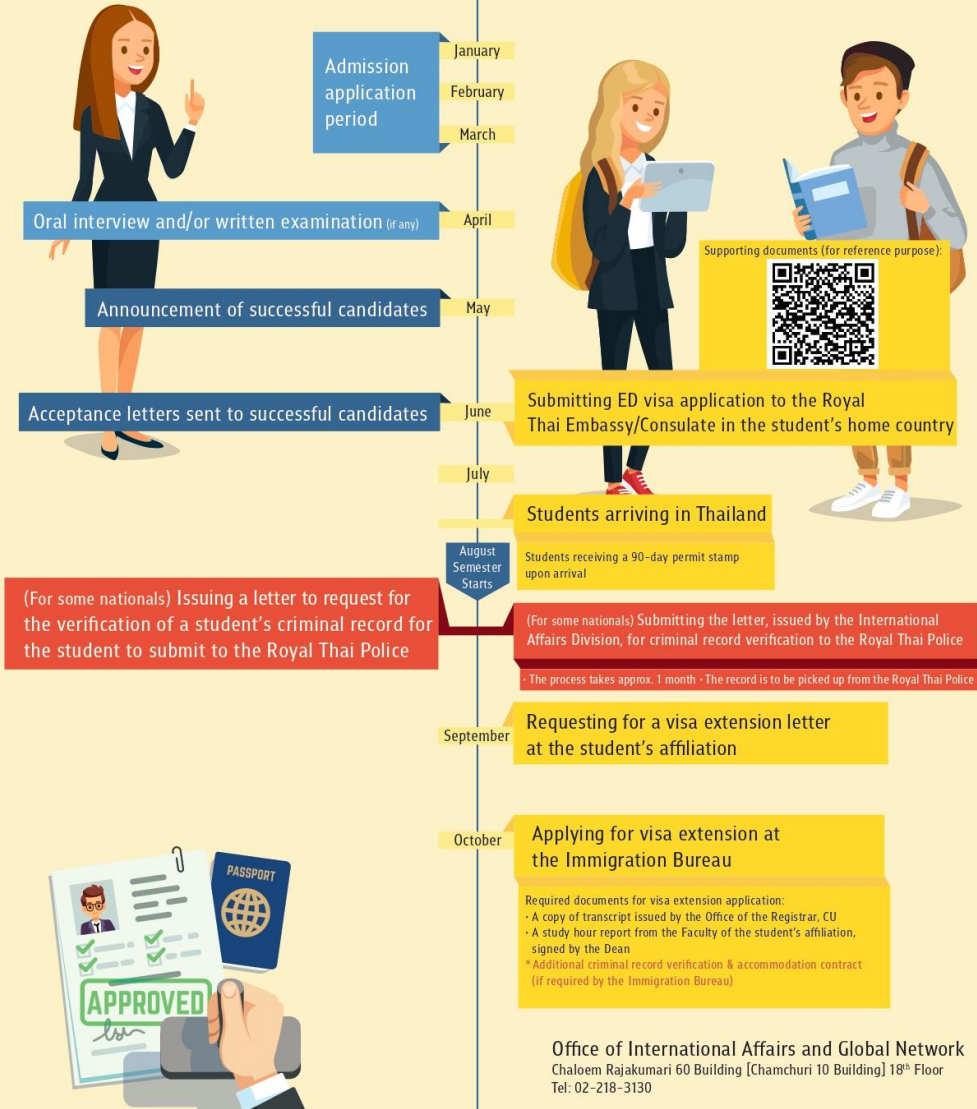 January
Admission
application
period
February
March
Oral interview and/or written examination (if any)
April
Supporting documents (for reference purpose):
Announcement of successful candidates
May
Acceptance letters sent to successful candidates
June
Submitting ED visa application to the Royal
Thai Embassy/Consulate in the student's home country
July
Students arriving in Thailand
Students receiving a 90-day permit stamp
upon arrival
August
Semester
Starts
(For some nationals) Issuing a letter to request for
the verification of a student's criminal record for
the student to submit to the Royal Thai Police
(For some nationals) Submitting the letter, issued by the International
Affairs Division, for criminal record verification to the Royal Thai Police
· The process takes approx. 1 month · The record is to be picked up from the Royal Thai Police
September
Requesting for a visa extension letter
at the student's affiliation
October
Applying for visa extension at
the Immigration Bureau
Required documents for visa extension application:
· A copy of transcript issued by the Office of the Registrar, CU
· A study hour report from the Faculty of the student's affiliation,
signed by the Dean
* Additional criminal record verification & accommodation contract
(if required by the Immigration Bureau)
PASSPORT
APPROVED
Office of International Affairs and Global Network
Chaloem Rajakumari 60 Building [Chamchuri 10 Building] 18th Floor
Tel: 02-218-3130